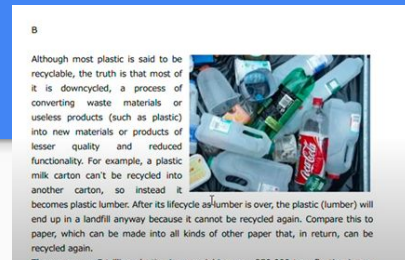 B
Although most plastic is said to be
recyclable, the truth is that most of
it is downcycled, a process of
converting waste materials or
useless products (such as plastic)
into new materials or products of
lesser quality and reduced
functionality. For example, a plastic
milk carton can't be recycled into
another carton, so instead it
becomes plastic lumber. After its lifecycle as lumber is over, the plastic (lumber) will
end up in a landfill anyway because it cannot be recycled again. Compare this to
paper, which can be made into all kinds of other paper that, in return, can be
recycled again.
Coca-Cola